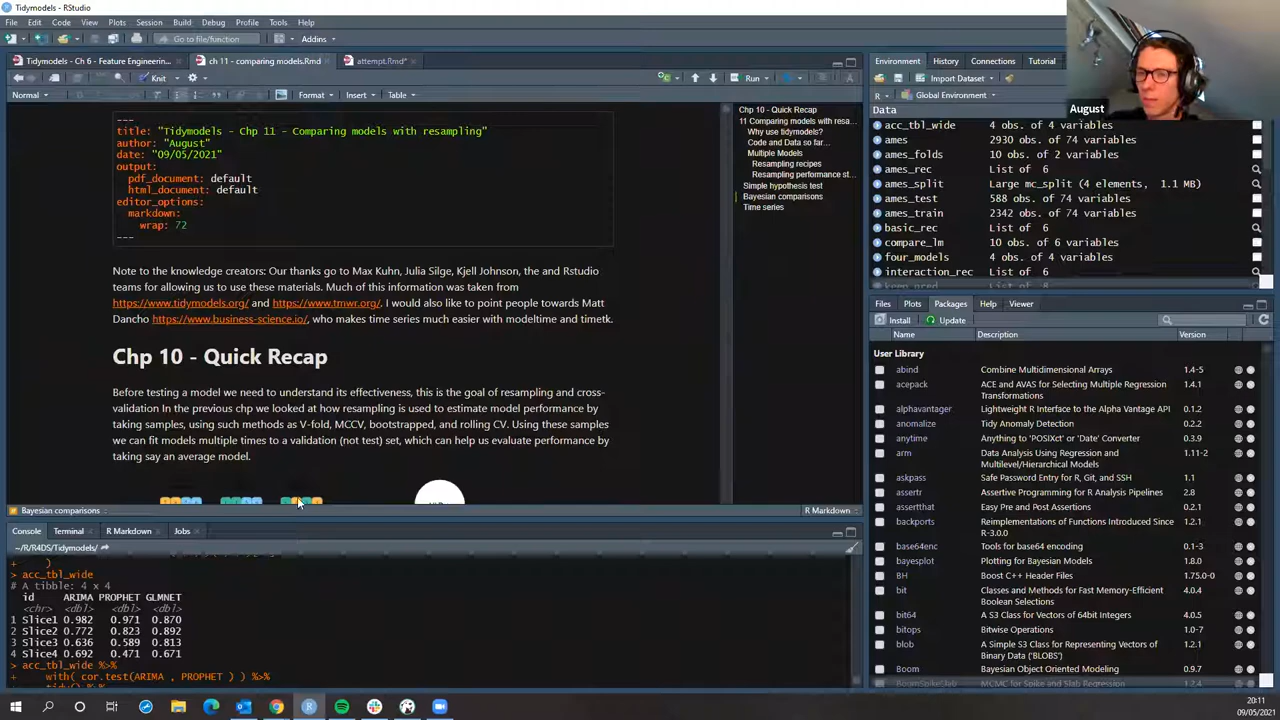 Tidymodels - RStudio
File Edit Code View Plots Session Build Debug Profile Tools Help
Go to file/function Addins
Tidymodels - Ch 6 - Feature Engineerin... ch 11 - comparing models.Rmd attempt.Rmd*
Knit Run
Normal Format Insert Table
---
title: "Tidymodels - Chp 11 - Comparing models with resampling"
author: "August"
date: "09/05/2021"
output:
pdf_document: default
html_document: default
editor_options:
markdown:
wrap: 72
---
Note to the knowledge creators: Our thanks go to Max Kuhn, Julia Silge, Kjell Johnson, the and Rstudio
teams for allowing us to use these materials. Much of this information was taken from
https://www.tidymodels.org/ and https://www.tmwr.org/. I would also like to point people towards Matt
Dancho https://www.business-science.io/, who makes time series much easier with modeltime and timetk.
Chp 10 - Quick Recap
Before testing a model we need to understand its effectiveness, this is the goal of resampling and cross-
validation In the previous chp we looked at how resampling is used to estimate model performance by
taking samples, using such methods as V-fold, MCCV, bootstrapped, and rolling CV. Using these samples
we can fit models multiple times to a validation (not test) set, which can help us evaluate performance by
taking say an average model.
Chp 10 - Quick Recap
11 Comparing models with resa...
Why use tidymodels?
Code and Data so far...
Multiple Models
Resampling recipes
Resampling performance st...
Simple hypothesis test
Bayesian comparisons
Time series
Bayesian comparisons R Markdown
Console Terminal R Markdown Jobs
~/R/R4DS/Tidymodels/
+ )
> acc_tbl_wide
# A tibble: 4 x 4
id ARIMA PROPHET GLMNET
<chr> <dbl> <dbl> <dbl>
1 Slice1 0.982 0.971 0.870
2 Slice2 0.772 0.823 0.892
3 Slice3 0.636 0.589 0.813
4 Slice4 0.692 0.471 0.671
> acc_tbl_wide %>%
+ with( cor.test(ARIMA , PROPHET ) ) %>%
Environment History Connections Tutorial
Import Dataset
R Global Environment
August
Data
acc_tbl_wide 4 obs. of 4 variables
ames 2930 obs. of 74 variables
ames_folds 10 obs. of 2 variables
ames_rec List of 6
ames_split Large mc_split (4 elements, 1.1 MB)
ames_test 588 obs. of 74 variables
ames_train 2342 obs. of 74 variables
basic_rec List of 6
compare_lm 10 obs. of 6 variables
four_models List of 6
interaction_rec List of 6
keep_pred List of 8
Files Plots Packages Help Viewer
Install Update
Name Description Version
User Library
abind Combine Multidimensional Arrays 1.4-5
acepack ACE and AVAS for Selecting Multiple Regression Transformations 1.4.1
alphavantager Lightweight R Interface to the Alpha Vantage API 0.1.2
anomalize Tidy Anomaly Detection 0.2.2
anytime Anything to 'POSIXct' or 'Date' Converter 0.3.9
arm Data Analysis Using Regression and Multilevel/Hierarchical Models 1.11-2
askpass Safe Password Entry for R, Git, and SSH 1.1
assertr Assertive Programming for R Analysis Pipelines 2.8
assertthat Easy Pre and Post Assertions 0.2.1
backports Reimplementations of Functions Introduced Since R-3.0.0 1.2.1
base64enc Tools for base64 encoding 0.1-3
bayesplot Plotting for Bayesian Models 1.8.0
BH Boost C++ Header Files 1.75.0-0
bit Classes and Methods for Fast Memory-Efficient Boolean Selections 4.0.4
bit64 A S3 Class for Vectors of 64bit Integers 4.0.5
bitops Bitwise Operations 1.0-7
blob A Simple S3 Class for Representing Vectors of Binary Data ('BLOBS') 1.2.1
Boom Bayesian Object Oriented Modeling 0.9.7
BoomSpikeSlab MCMC for Spike and Slab Regression 1.2.4
20:11
09/05/2021